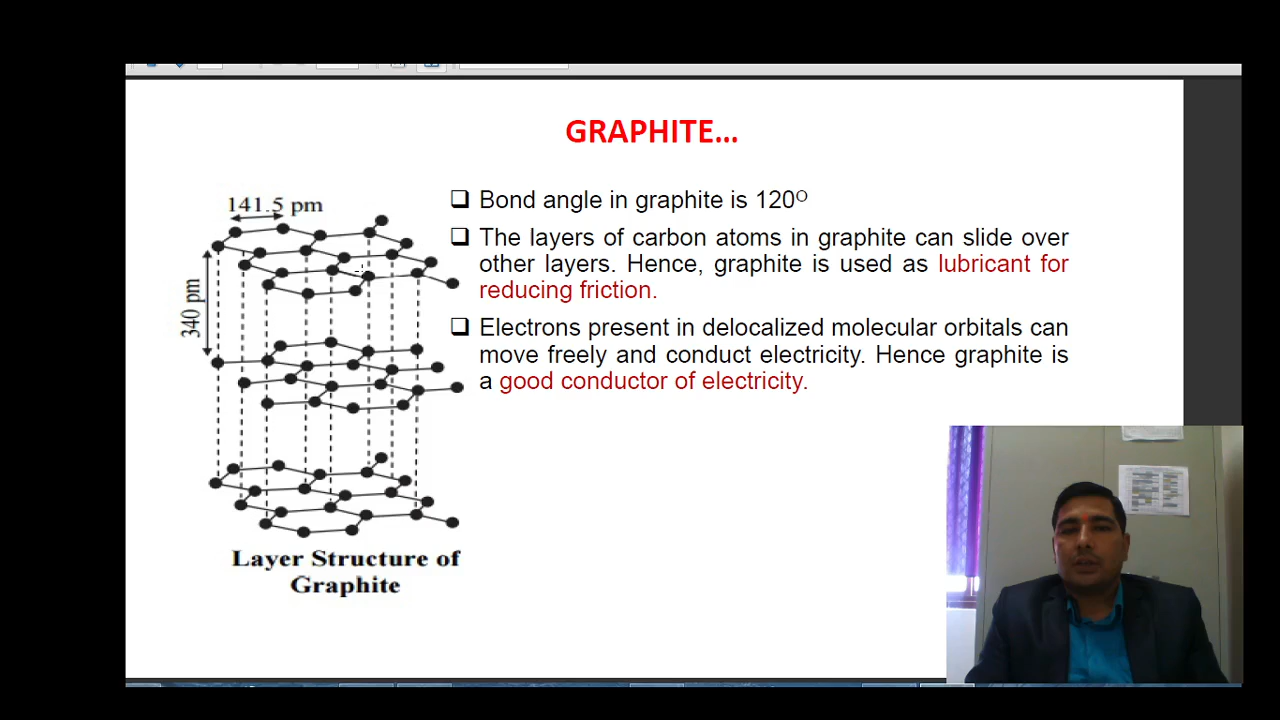 GRAPHITE...
141.5 pm
340 pm
❑ Bond angle in graphite is 120ᴼ
❑ The layers of carbon atoms in graphite can slide over
other layers. Hence, graphite is used as lubricant for
reducing friction.
❑ Electrons present in delocalized molecular orbitals can
move freely and conduct electricity. Hence graphite is
a good conductor of electricity.
Layer Structure of
Graphite